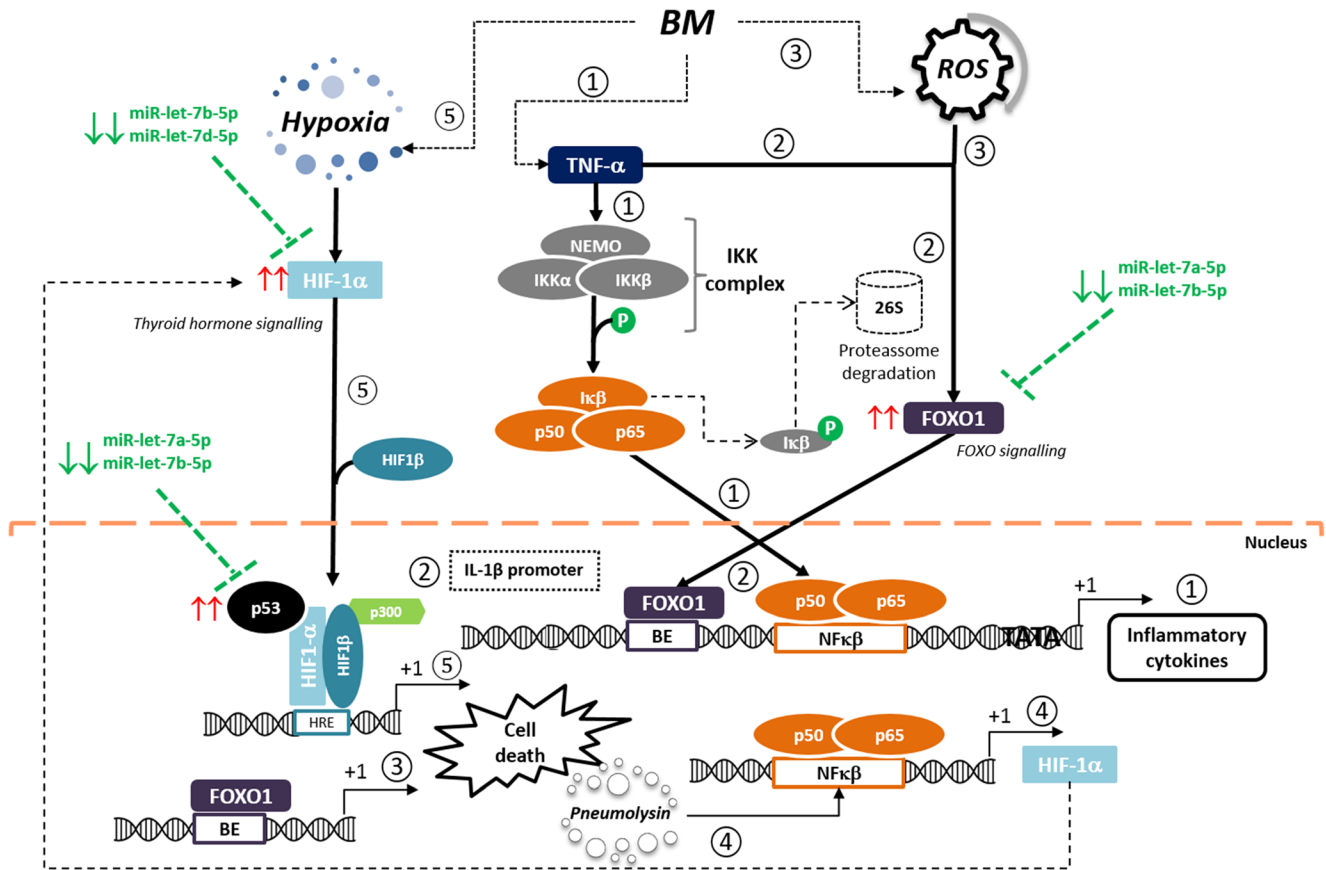 BM
③
①
⑤
ROS
Hypoxia
miR-let-7b-5p
miR-let-7d-5p
TNF-α
②
③
①
NEMO
IKKα
IKKβ
IKK
complex
P
②
HIF-1α
Thyroid hormone signalling
26S
Proteassome
degradation
miR-let-7a-5p
miR-let-7b-5p
⑤
Iκβ
p50
p65
Iκβ
P
FOXO1
FOXO signalling
miR-let-7a-5p
miR-let-7b-5p
HIF1β
①
Nucleus
②
IL-1β promoter
②
p53
p300
HIF1-α
HIF1β
HRE
+1
⑤
FOXO1
BE
p50
p65
NFκβ
TATA
+1
①
Inflammatory
cytokines
Cell
death
p50
p65
NFκβ
+1
④
HIF-1α
FOXO1
BE
+1
③
Pneumolysin
④